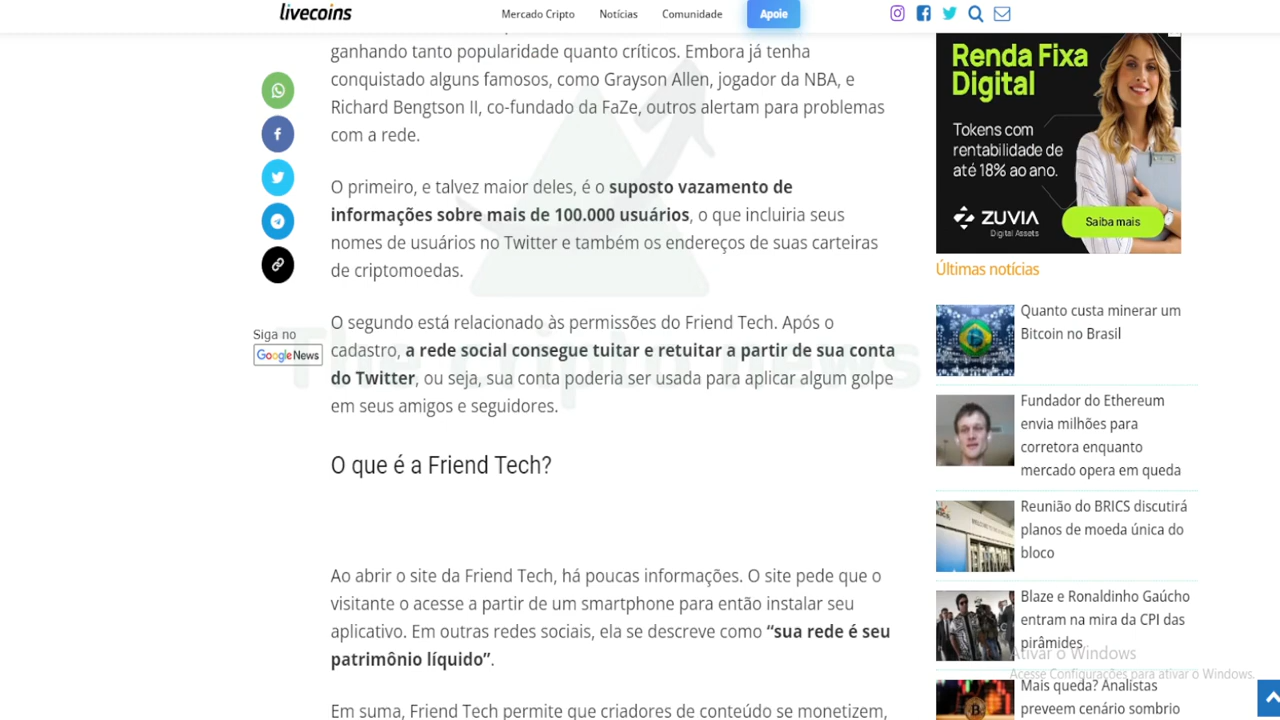 livecoins
Mercado Cripto
Notícias
Comunidade
Apoie
ganhando tanto popularidade quanto críticos. Embora já tenha
conquistado alguns famosos, como Grayson Allen, jogador da NBA, e
Richard Bengtson II, co-fundado da FaZe, outros alertam para problemas
com a rede.
O primeiro, e talvez maior deles, é o suposto vazamento de
informações sobre mais de 100.000 usuários, o que incluiria seus
nomes de usuários no Twitter e também os endereços de suas carteiras
de criptomoedas.
O segundo está relacionado às permissões do Friend Tech. Após o
cadastro, a rede social consegue tuitar e retuitar a partir de sua conta
do Twitter, ou seja, sua conta poderia ser usada para aplicar algum golpe
em seus amigos e seguidores.
O que é a Friend Tech?
Ao abrir o site da Friend Tech, há poucas informações. O site pede que o
visitante o acesse a partir de um smartphone para então instalar seu
aplicativo. Em outras redes sociais, ela se descreve como “sua rede é seu
patrimônio líquido”.
Em suma, Friend Tech permite que criadores de conteúdo se monetizem,
Siga no
Google News
Renda Fixa
Digital
Tokens com
rentabilidade de
até 18% ao ano.
ZUVIA
Digital Assets
Saiba mais
Últimas notícias
Quanto custa minerar um
Bitcoin no Brasil
Fundador do Ethereum
envia milhões para
corretora enquanto
mercado opera em queda
Reunião do BRICS discutirá
planos de moeda única do
bloco
Blaze e Ronaldinho Gaúcho
entram na mira da CPI das
pirâmides
Mais queda? Analistas
preveem cenário sombrio
Ativar o Windows
Acesse Configurações para ativar o Windows.